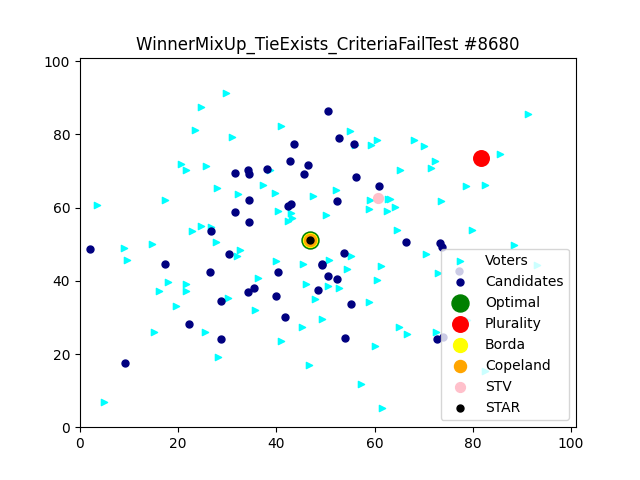 WinnerMixUp_TieExists_CriteriaFailTest #8680
100
80
60
40
20
0
0
20
40
60
80
100
Voters
Candidates
Optimal
Plurality
Borda
Copeland
STV
STAR